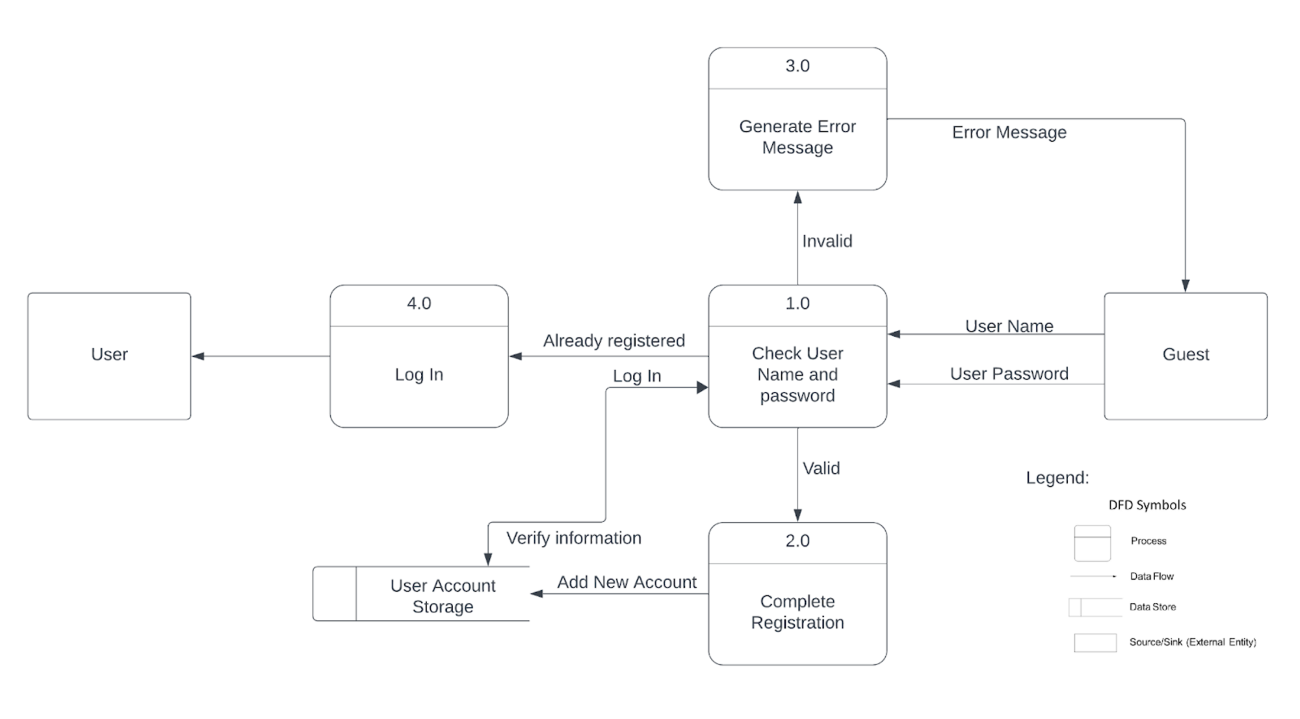 3.0
Generate Error
Message
Error Message
Invalid
User
4.0
Log In
Already registered
Log In
1.0
Check User
Name and
password
User Name
User Password
Guest
Valid
Verify information
User Account
Storage
Add New Account
2.0
Complete
Registration
Legend:
DFD Symbols
Process
Data Flow
Data Store
Source/Sink (External Entity)